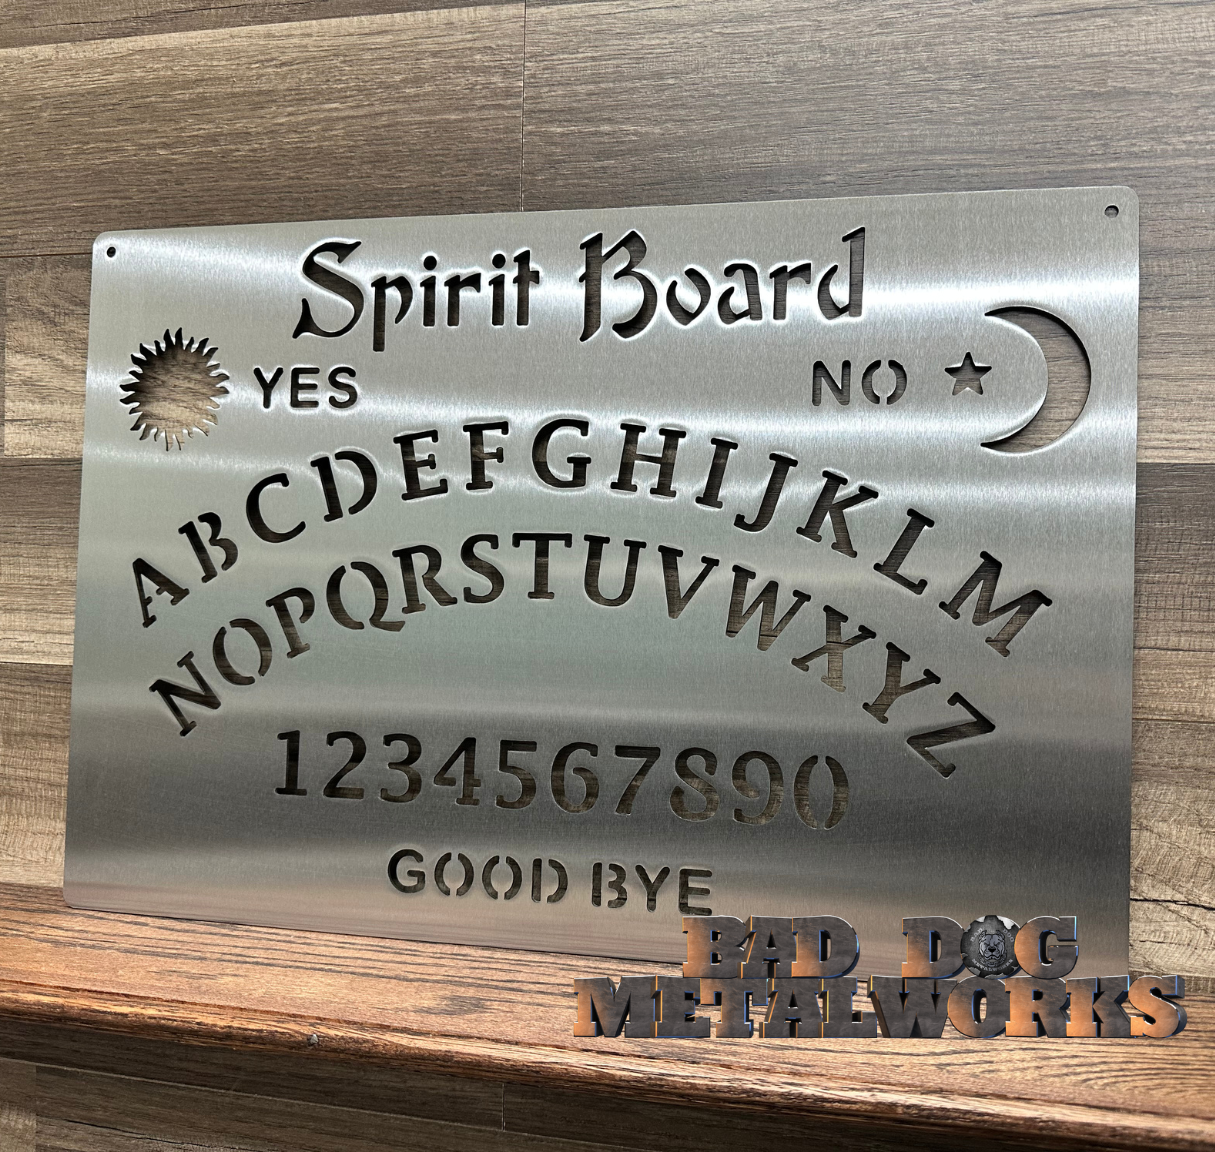 Spirit Board
YES NO
ABCDEFGHIJKLM
NOPQRSTUVWXYZ
1234567890
GOOD BYE
BAD DOG
METALWORKS